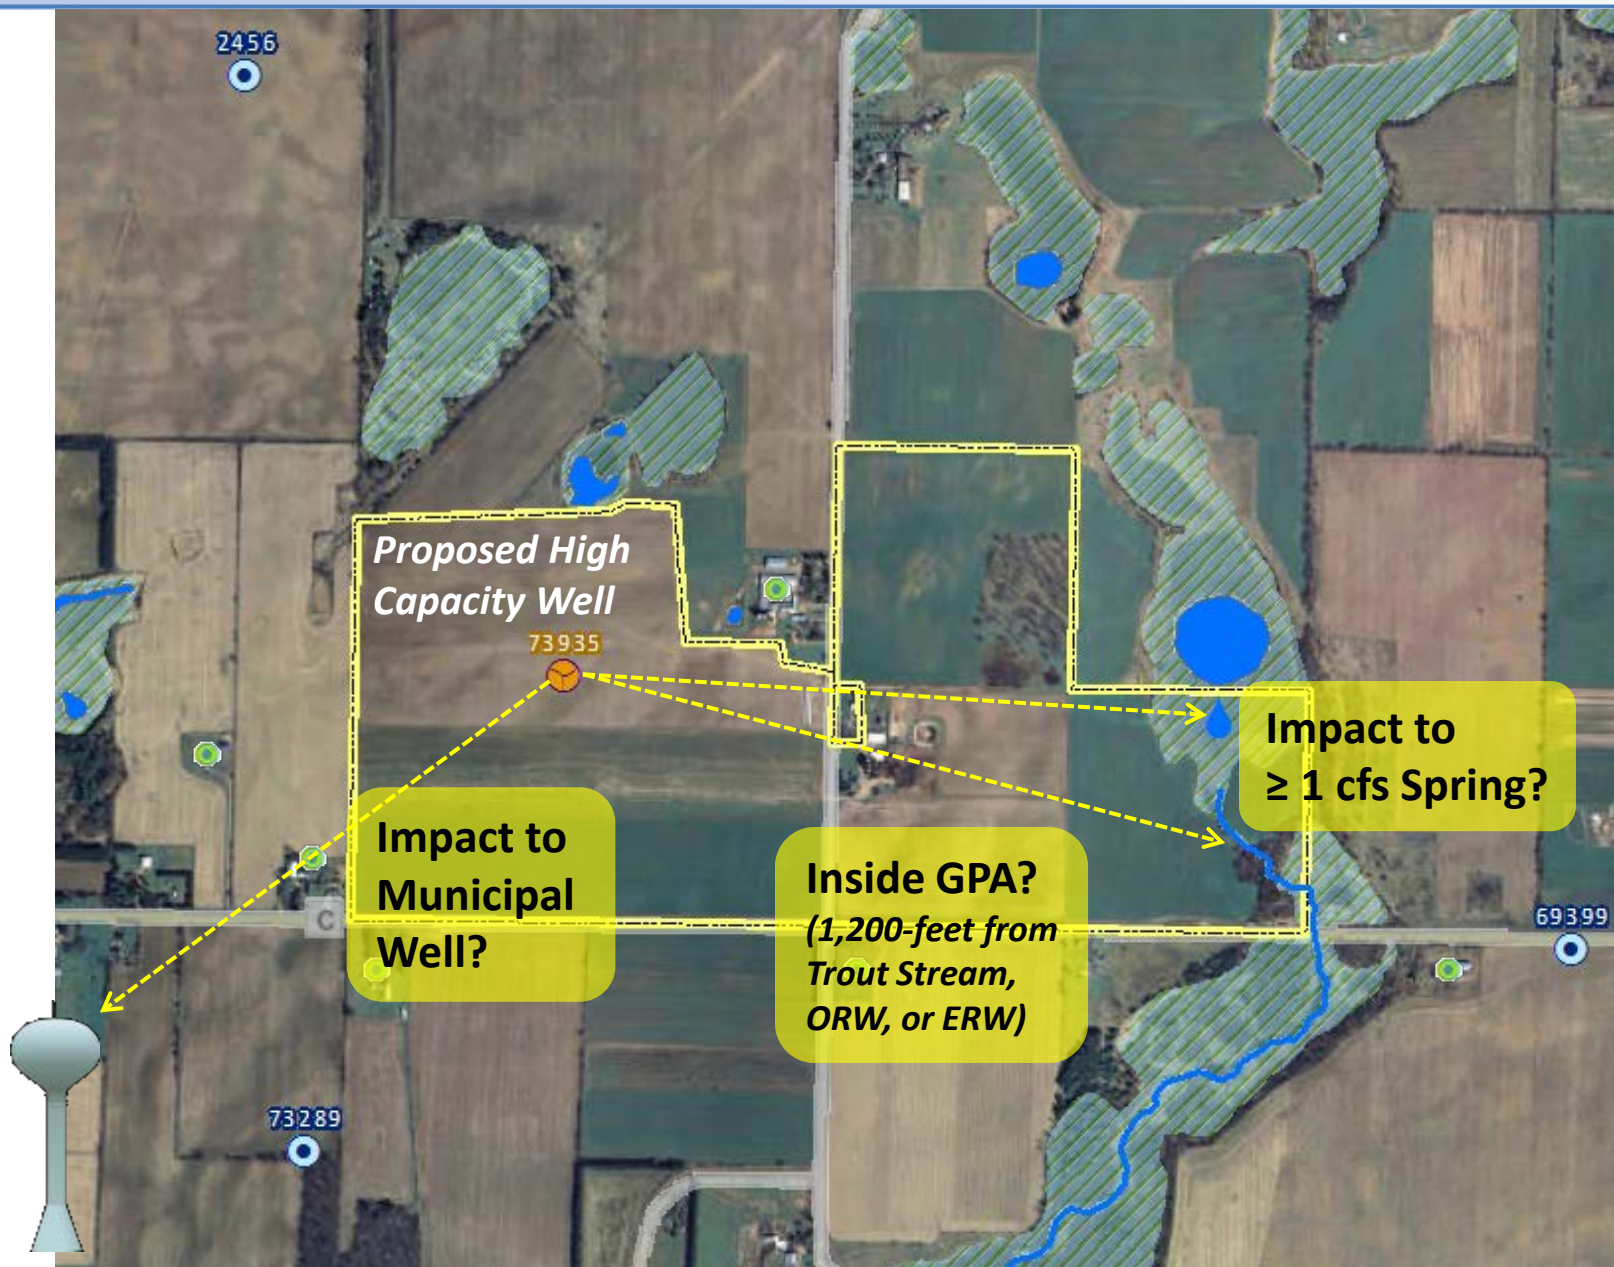 2456
Proposed High
Capacity Well
73935
Impact to
≥ 1 cfs Spring?
Impact to
Municipal
Well?
Inside GPA?
(1,200-feet from
Trout Stream,
ORW, or ERW)
C
69399
73289